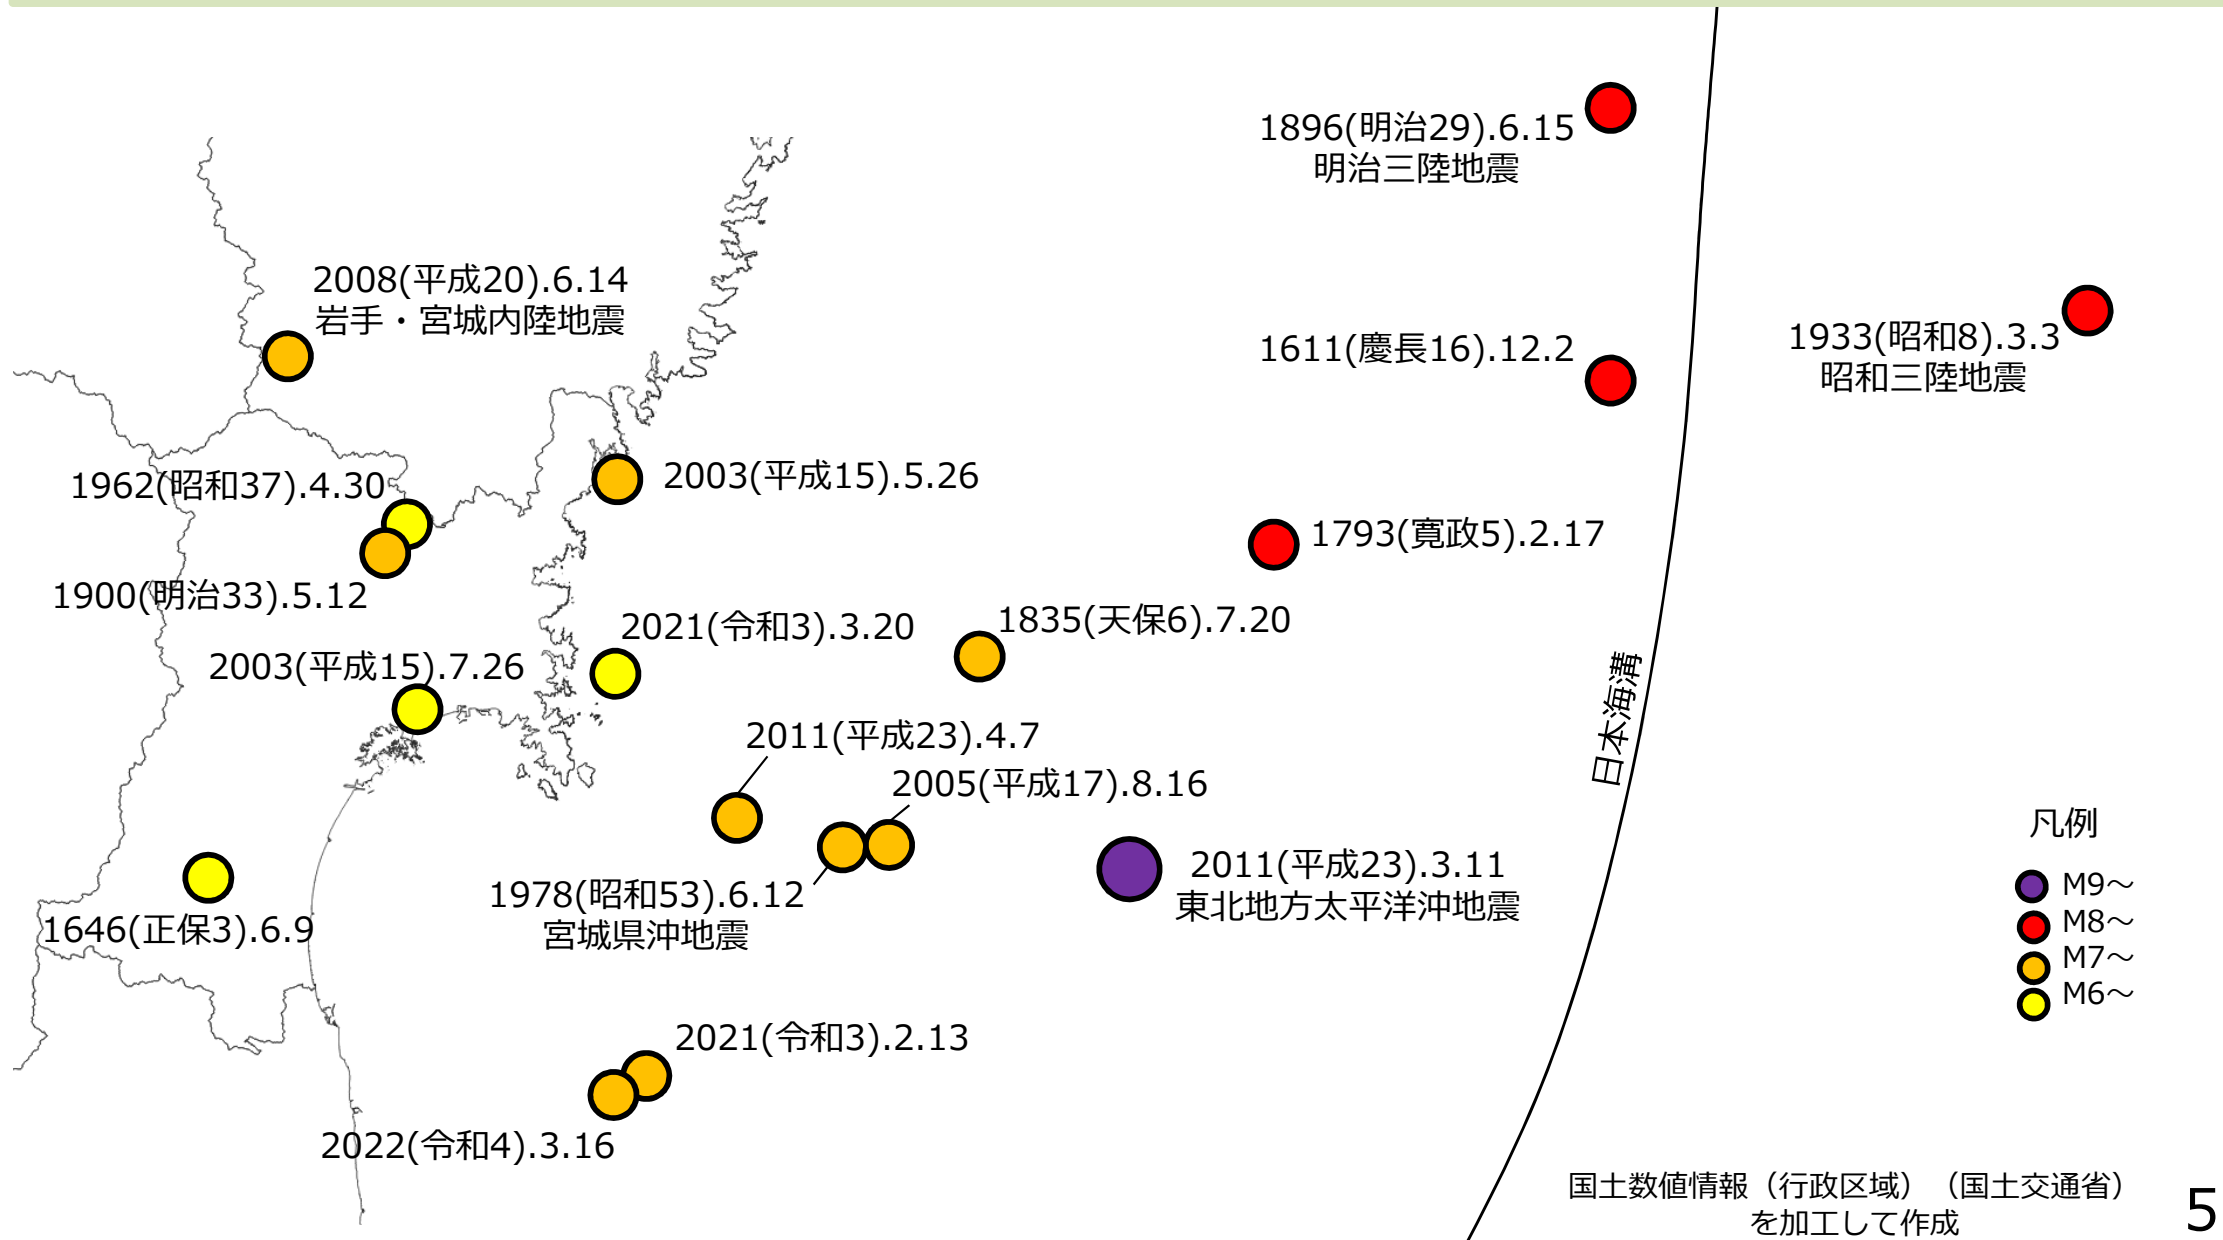 1896(明治29).6.15
明治三陸地震
2008(平成20).6.14
岩手・宮城内陸地震
1611(慶長16).12.2
1933(昭和8).3.3
昭和三陸地震
1962(昭和37).4.30
2003(平成15).5.26
1793(寛政5).2.17
1900(明治33).5.12
2021(令和3).3.20
1835(天保6).7.20
2003(平成15).7.26
日本海溝
2011(平成23).4.7
2005(平成17).8.16
凡例
M9～
M8～
M7～
M6～
1978(昭和53).6.12
宮城県沖地震
2011(平成23).3.11
東北地方太平洋沖地震
1646(正保3).6.9
2021(令和3).2.13
2022(令和4).3.16
国土数値情報（行政区域）（国土交通省）
を加工して作成
5